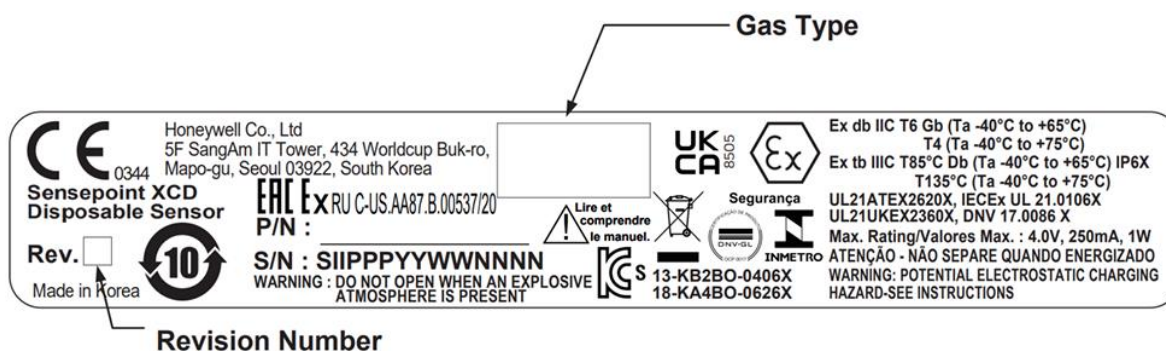 Gas Type
CE 0344
Honeywell Co., Ltd
5F SangAm IT Tower, 434 Worldcup Buk-ro,
Mapo-gu, Seoul 03922, South Korea
Sensepoint XCD
Disposable Sensor
Rev.
10
Made in Korea
EAC Ex RU C-US.AA87.B.00537/20
P/N :
S/N : SIIPPPYYWWNNNN
WARNING : DO NOT OPEN WHEN AN EXPLOSIVE
ATMOSPHERE IS PRESENT
Lire et
comprendre
le manuel.
UK
CA
8505
Ex
Segurança
DNV·GL
INMETRO
KCs 13-KB2BO-0406X
18-KA4BO-0626X
Ex db IIC T6 Gb (Ta -40°C to +65°C)
T4 (Ta -40°C to +75°C)
Ex tb IIIC T85°C Db (Ta -40°C to +65°C) IP6X
T135°C (Ta -40°C to +75°C)
UL21ATEX2620X, IECEx UL 21.0106X
UL21UKEX2360X, DNV 17.0086 X
Max. Rating/Valores Max. : 4.0V, 250mA, 1W
ATENÇÃO - NÃO SEPARE QUANDO ENERGIZADO
WARNING: POTENTIAL ELECTROSTATIC CHARGING
HAZARD-SEE INSTRUCTIONS
Revision Number